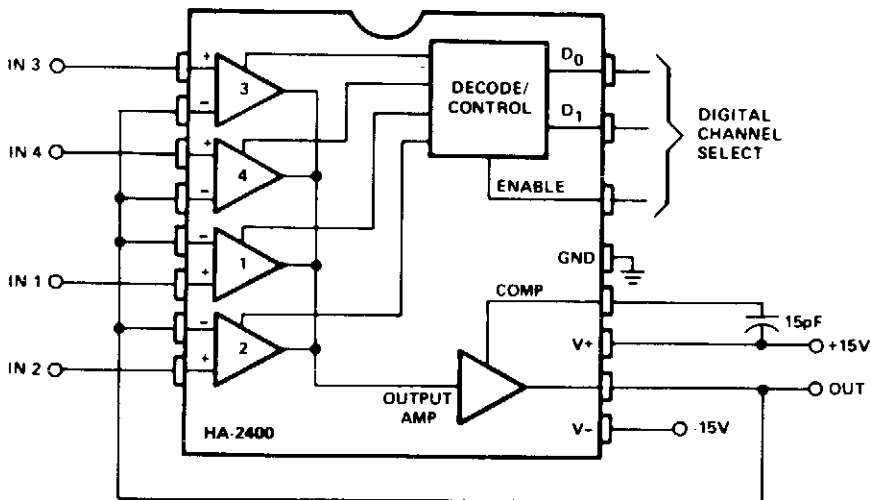 IN 3
+
-
3
IN 4
+
-
4
-
1
IN 1
+
-
2
IN 2
+
DECODE/
CONTROL
D0
D1
ENABLE
DIGITAL
CHANNEL
SELECT
GND
COMP
15pF
V+
+15V
OUTPUT
AMP
OUT
V-
-15V
HA-2400